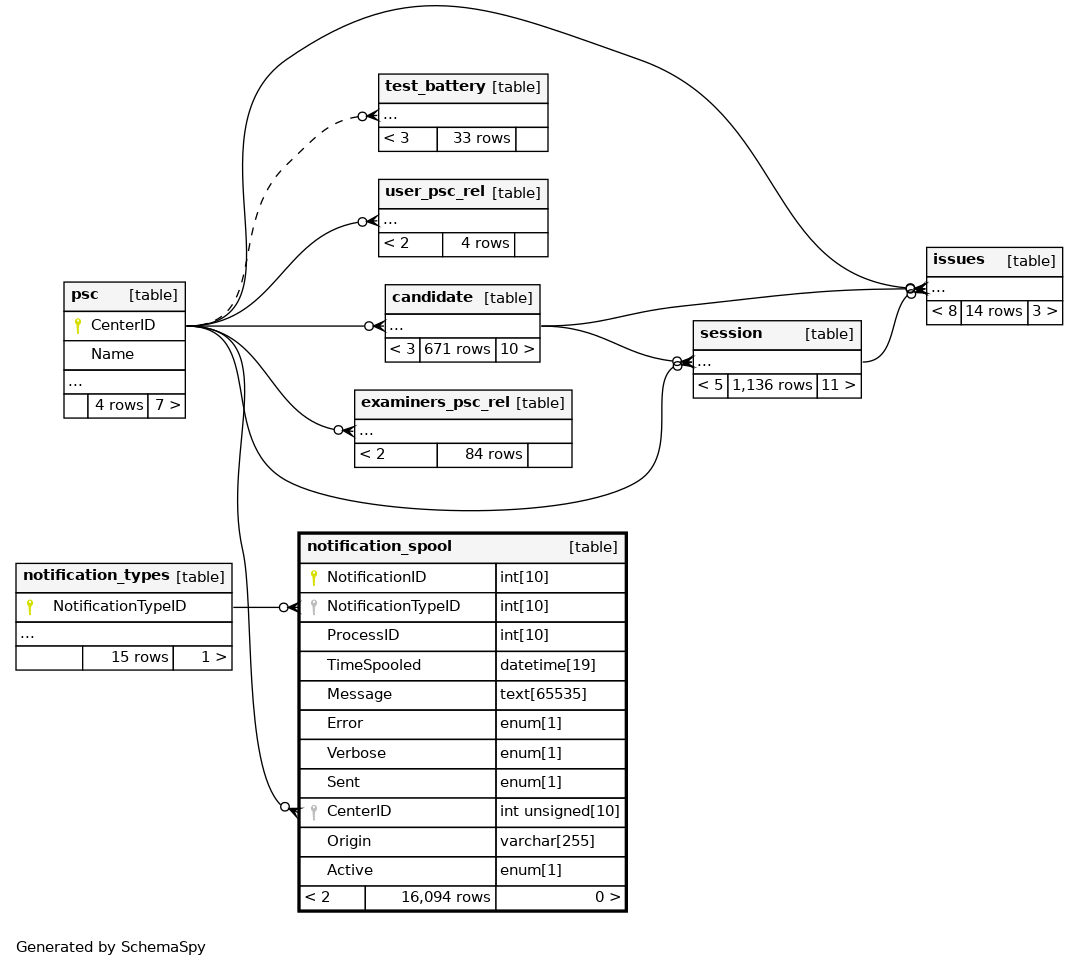 test_battery [table]
...
< 3 33 rows
user_psc_rel [table]
...
< 2 4 rows
issues [table]
...
< 8 14 rows 3 >
psc [table]
CenterID
Name
...
4 rows 7 >
candidate [table]
...
< 3 671 rows 10 >
session [table]
...
< 5 1,136 rows 11 >
examiners_psc_rel [table]
...
< 2 84 rows
notification_types [table]
NotificationTypeID
...
15 rows 1 >
notification_spool [table]
NotificationID int[10]
NotificationTypeID int[10]
ProcessID int[10]
TimeSpooled datetime[19]
Message text[65535]
Error enum[1]
Verbose enum[1]
Sent enum[1]
CenterID int unsigned[10]
Origin varchar[255]
Active enum[1]
< 2 16,094 rows 0 >
Generated by SchemaSpy